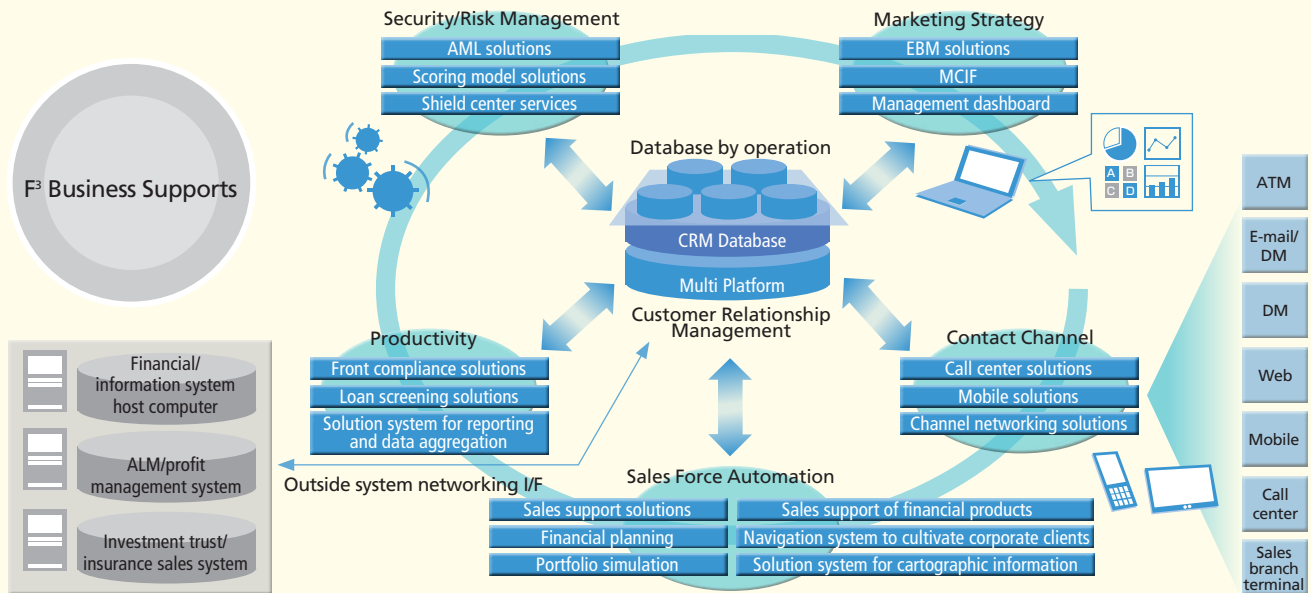 Security/Risk Management
AML solutions
Scoring model solutions
Shield center services
Marketing Strategy
EBM solutions
MCIF
Management dashboard
F³ Business Supports
Database by operation
CRM Database
Multi Platform
Customer Relationship
Management
A B
C D
Productivity
Front compliance solutions
Loan screening solutions
Solution system for reporting
and data aggregation
Contact Channel
Call center solutions
Mobile solutions
Channel networking solutions
Financial/
information system
host computer
ALM/profit
management system
Investment trust/
insurance sales system
Outside system networking I/F
Sales Force Automation
Sales support solutions
Financial planning
Portfolio simulation
Sales support of financial products
Navigation system to cultivate corporate clients
Solution system for cartographic information
ATM
E-mail/
DM
DM
Web
Mobile
Call
center
Sales
branch
terminal